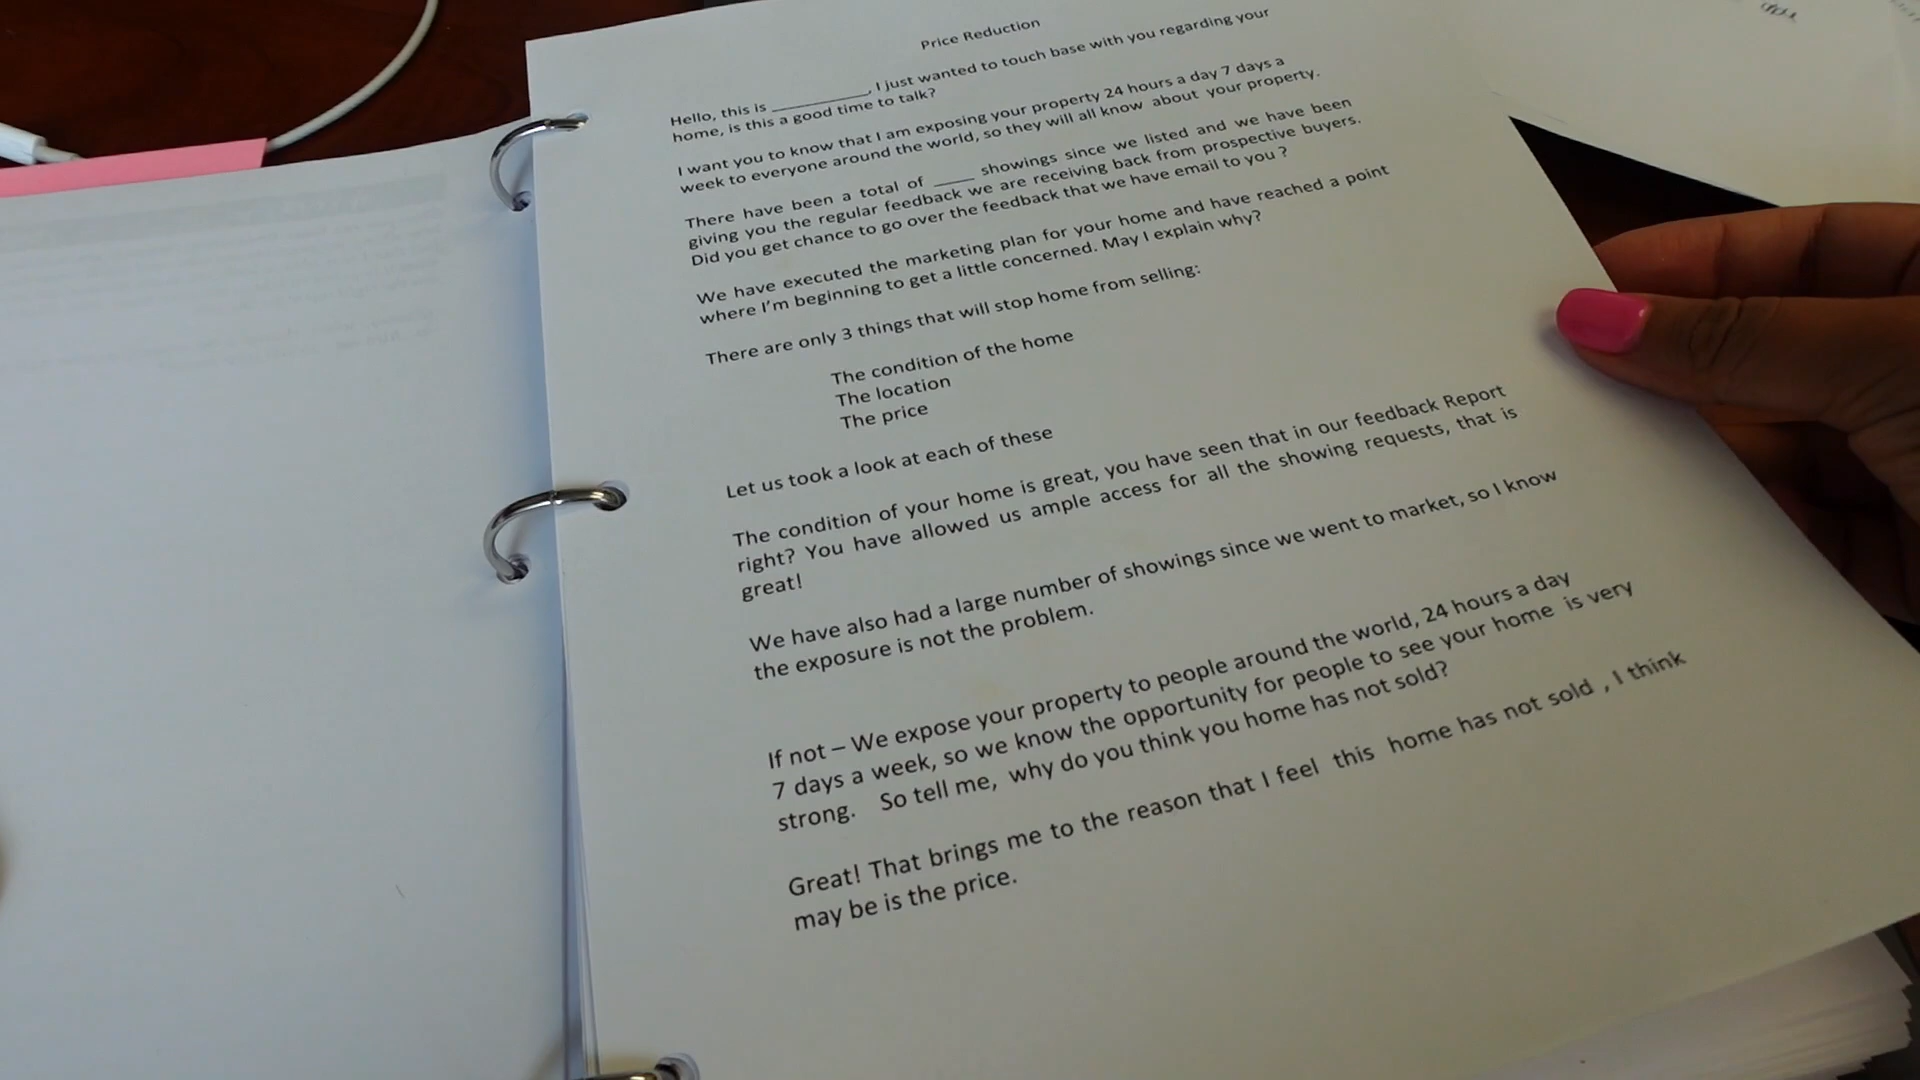 Price Reduction
Hello, this is ___________, I just wanted to touch base with you regarding your
home, is this a good time to talk?
I want you to know that I am exposing your property 24 hours a day 7 days a
week to everyone around the world, so they will all know about your property.
There have been a total of ____ showings since we listed and we have been
giving you the regular feedback we are receiving back from prospective buyers.
Did you get chance to go over the feedback that we have email to you ?
We have executed the marketing plan for your home and have reached a point
where I'm beginning to get a little concerned. May I explain why?
There are only 3 things that will stop home from selling:
The condition of the home
The location
The price
Let us took a look at each of these
The condition of your home is great, you have seen that in our feedback Report
right? You have allowed us ample access for all the showing requests, that is
great!
We have also had a large number of showings since we went to market, so I know
the exposure is not the problem.
If not – We expose your property to people around the world, 24 hours a day
7 days a week, so we know the opportunity for people to see your home is very
strong. So tell me, why do you think you home has not sold?
Great! That brings me to the reason that I feel this home has not sold , I think
may be is the price.